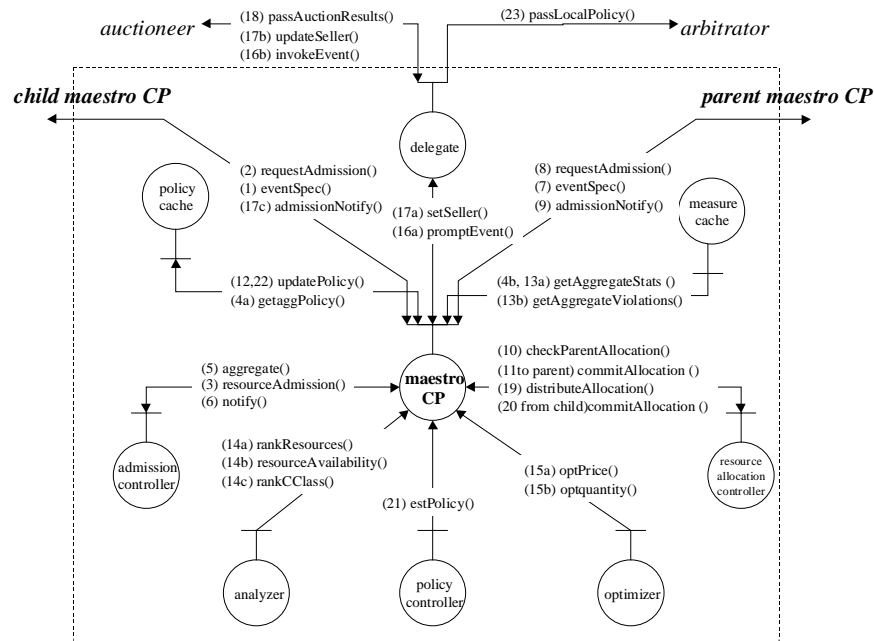 (18) passAuctionResults()
auctioneer
(17b) updateSeller()
(16b) invokeEvent()
(23) passLocalPolicy()
arbitrator
child maestro CP
parent maestro CP
delegate
(2) requestAdmission()
(1) eventSpec()
(17c) admissionNotify()
(8) requestAdmission()
(7) eventSpec()
(9) admissionNotify()
policy
cache
measure
cache
(17a) setSeller()
(16a) promptEvent()
(12,22) updatePolicy()
(4a) getaggPolicy()
(4b, 13a) getAggregateStats ()
(13b) getAggregateViolations()
(5) aggregate()
(3) resourceAdmission()
(6) notify()
maestro
CP
(10) checkParentAllocation()
(11to parent) commitAllocation ()
(19) distributeAllocation()
(20 from child)commitAllocation ()
admission
controller
(14a) rankResources()
(14b) resourceAvailability()
(14c) rankCClass()
(15a) optPrice()
(15b) optquantity()
resource
allocation
controller
(21) estPolicy()
analyzer
policy
controller
optimizer